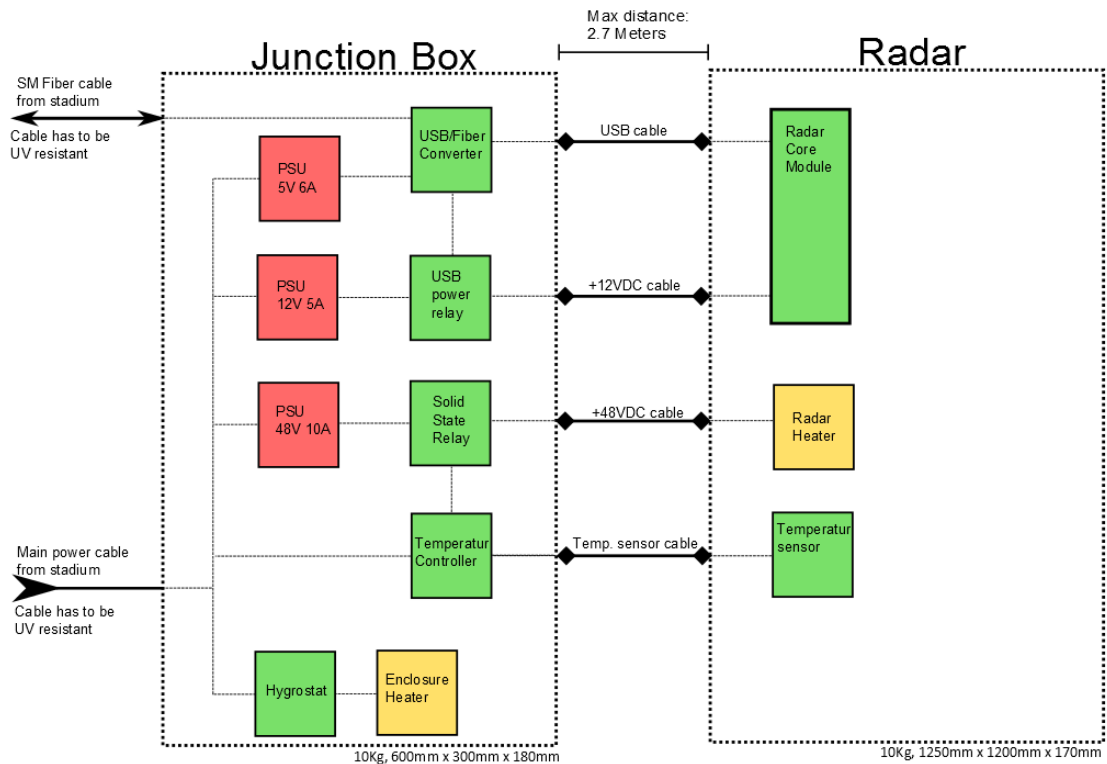 Max distance:
2.7 Meters
Junction Box
Radar
SM Fiber cable
from stadium
Cable has to be
UV resistant
USB/Fiber
Converter
USB cable
Radar
Core
Module
PSU
5V 6A
PSU
12V 5A
USB
power
relay
+12VDC cable
PSU
48V 10A
Solid
State
Relay
+48VDC cable
Radar
Heater
Main power cable
from stadium
Cable has to be
UV resistant
Temperatur
Controller
Temp. sensor cable
Temperatur
sensor
Hygrostat
Enclosure
Heater
10Kg, 600mm x 300mm x 180mm
10Kg, 1250mm x 1200mm x 170mm